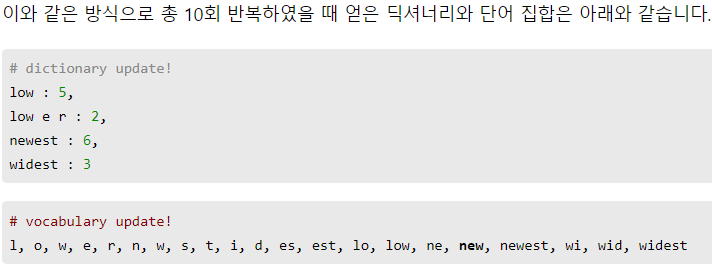 이와 같은 방식으로 총 10회 반복하였을 때 얻은 딕셔너리와 단어 집합은 아래와 같습니다.
# dictionary update!
low : 5,
low e r : 2,
newest : 6,
widest : 3
# vocabulary update!
l, o, w, e, r, n, w, s, t, i, d, es, est, lo, low, ne, new, newest, wi, wid, widest